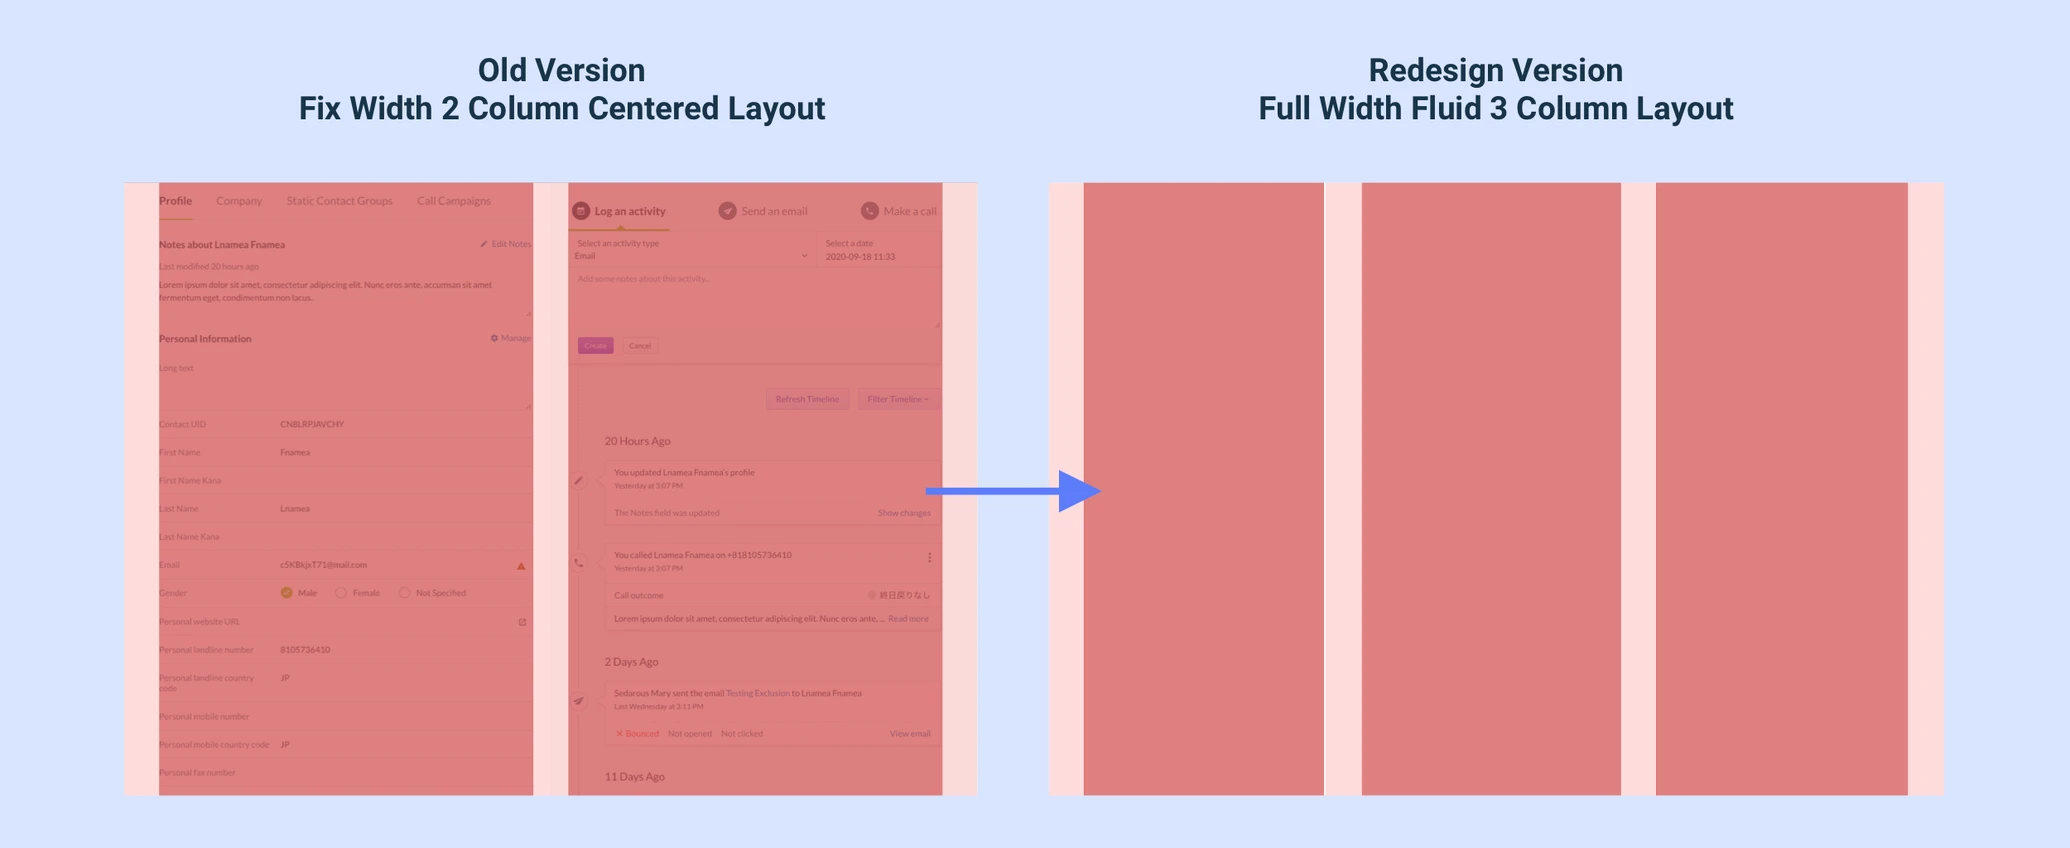 Old Version
Fix Width 2 Column Centered Layout
Redesign Version
Full Width Fluid 3 Column Layout
Profile Company Static Contact Groups Call Campaigns
Notes about Lnamea Fnamea Edit Notes
Last modified 20 hours ago
Lorem ipsum dolor sit amet, consectetur adipiscing elit. Nunc eros ante, accumsan sit amet
fermentum eget, condimentum non lacus..
Personal Information Manage
Long text
Contact UID CN8LRPJAVCHY
First Name Fnamea
First Name Kana
Last Name Lnamea
Last Name Kana
Email c5KBkjxT71@mail.com
Gender Male Female Not Specified
Personal website URL
Personal landline number 8105736410
Personal landline country JP
code
Personal mobile number
Personal mobile country code JP
Personal fax number
Log an activity Send an email Make a call
Select an activity type Select a date
Email 2020-09-18 11:33
Add some notes about this activity...
Create Cancel
Refresh Timeline Filter Timeline
20 Hours Ago
You updated Lnamea Fnamea's profile
Yesterday at 3:07 PM
The Notes field was updated Show changes
You called Lnamea Fnamea on +818105736410
Yesterday at 3:07 PM
Call outcome 終日戻りなし
Lorem ipsum dolor sit amet, consectetur adipiscing elit. Nunc eros ante,... Read more
2 Days Ago
Sedarous Mary sent the email Testing Exclusion to Lnamea Fnamea
Last Wednesday at 3:11 PM
Bounced Not opened Not clicked View email
11 Days Ago